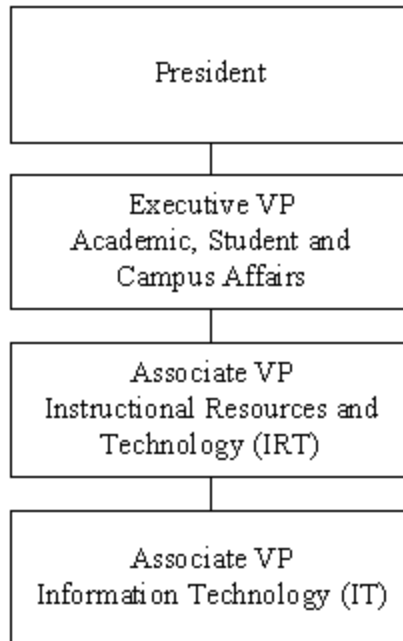 President
Executive VP
Academic, Student and
Campus Affairs
Associate VP
Instructional Resources and
Technology (IRT)
Associate VP
Information Technology (IT)